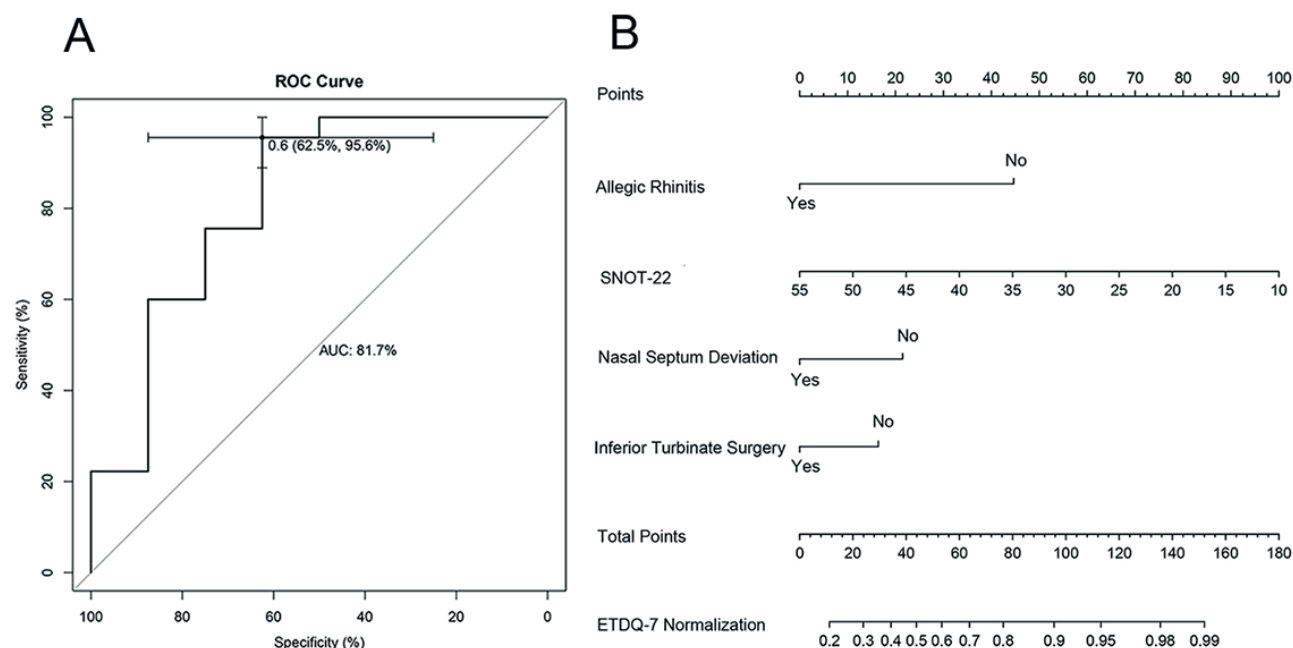 A
ROC Curve
Sensitivity (%)
100
80
60
40
20
0
0.6 (62.5%, 95.6%)
AUC: 81.7%
100 80 60 40 20 0
Specificity (%)
B
Points
0 10 20 30 40 50 60 70 80 90 100
Allegic Rhinitis
No
Yes
SNOT-22
55 50 45 40 35 30 25 20 15 10
Nasal Septum Deviation
No
Yes
Inferior Turbinate Surgery
No
Yes
Total Points
0 20 40 60 80 100 120 140 160 180
ETDQ-7 Normalization
0.2 0.3 0.4 0.5 0.6 0.7 0.8 0.9 0.95 0.98 0.99